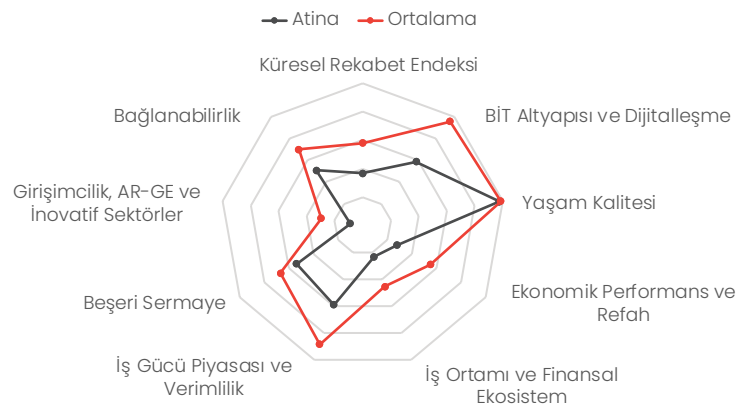 Atina
Ortalama
Küresel Rekabet Endeksi
BİT Altyapısı ve Dijitalleşme
Yaşam Kalitesi
Ekonomik Performans ve
Refah
İş Ortamı ve Finansal
Ekosistem
İş Gücü Piyasası ve
Verimlilik
Beşeri Sermaye
Girişimcilik, AR-GE ve
İnovatif Sektörler
Bağlanabilirlik